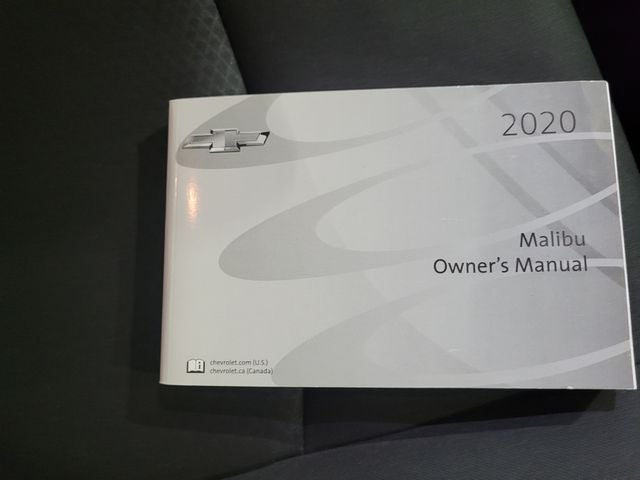 2020
Malibu
Owner's Manual
chevrolet.com (U.S.)
chevrolet.ca (Canada)